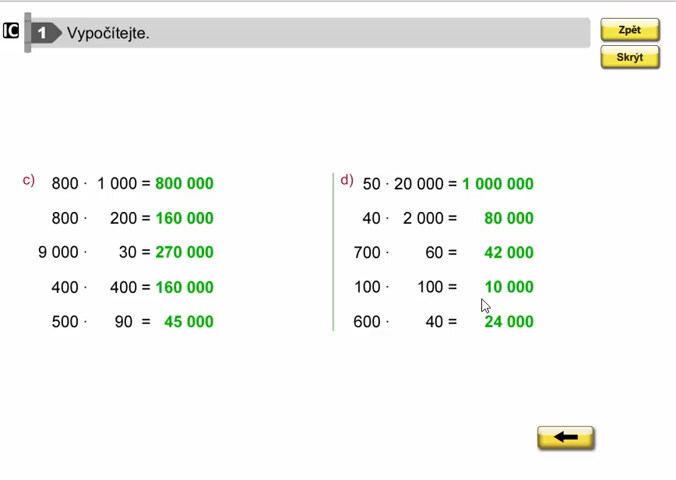 IC 1 Vypočítejte.
Zpět
Skrýt
c) 800 · 1 000 = 800 000
800 · 200 = 160 000
9 000 · 30 = 270 000
400 · 400 = 160 000
500 · 90 = 45 000
d) 50 · 20 000 = 1 000 000
40 · 2 000 = 80 000
700 · 60 = 42 000
100 · 100 = 10 000
600 · 40 = 24 000